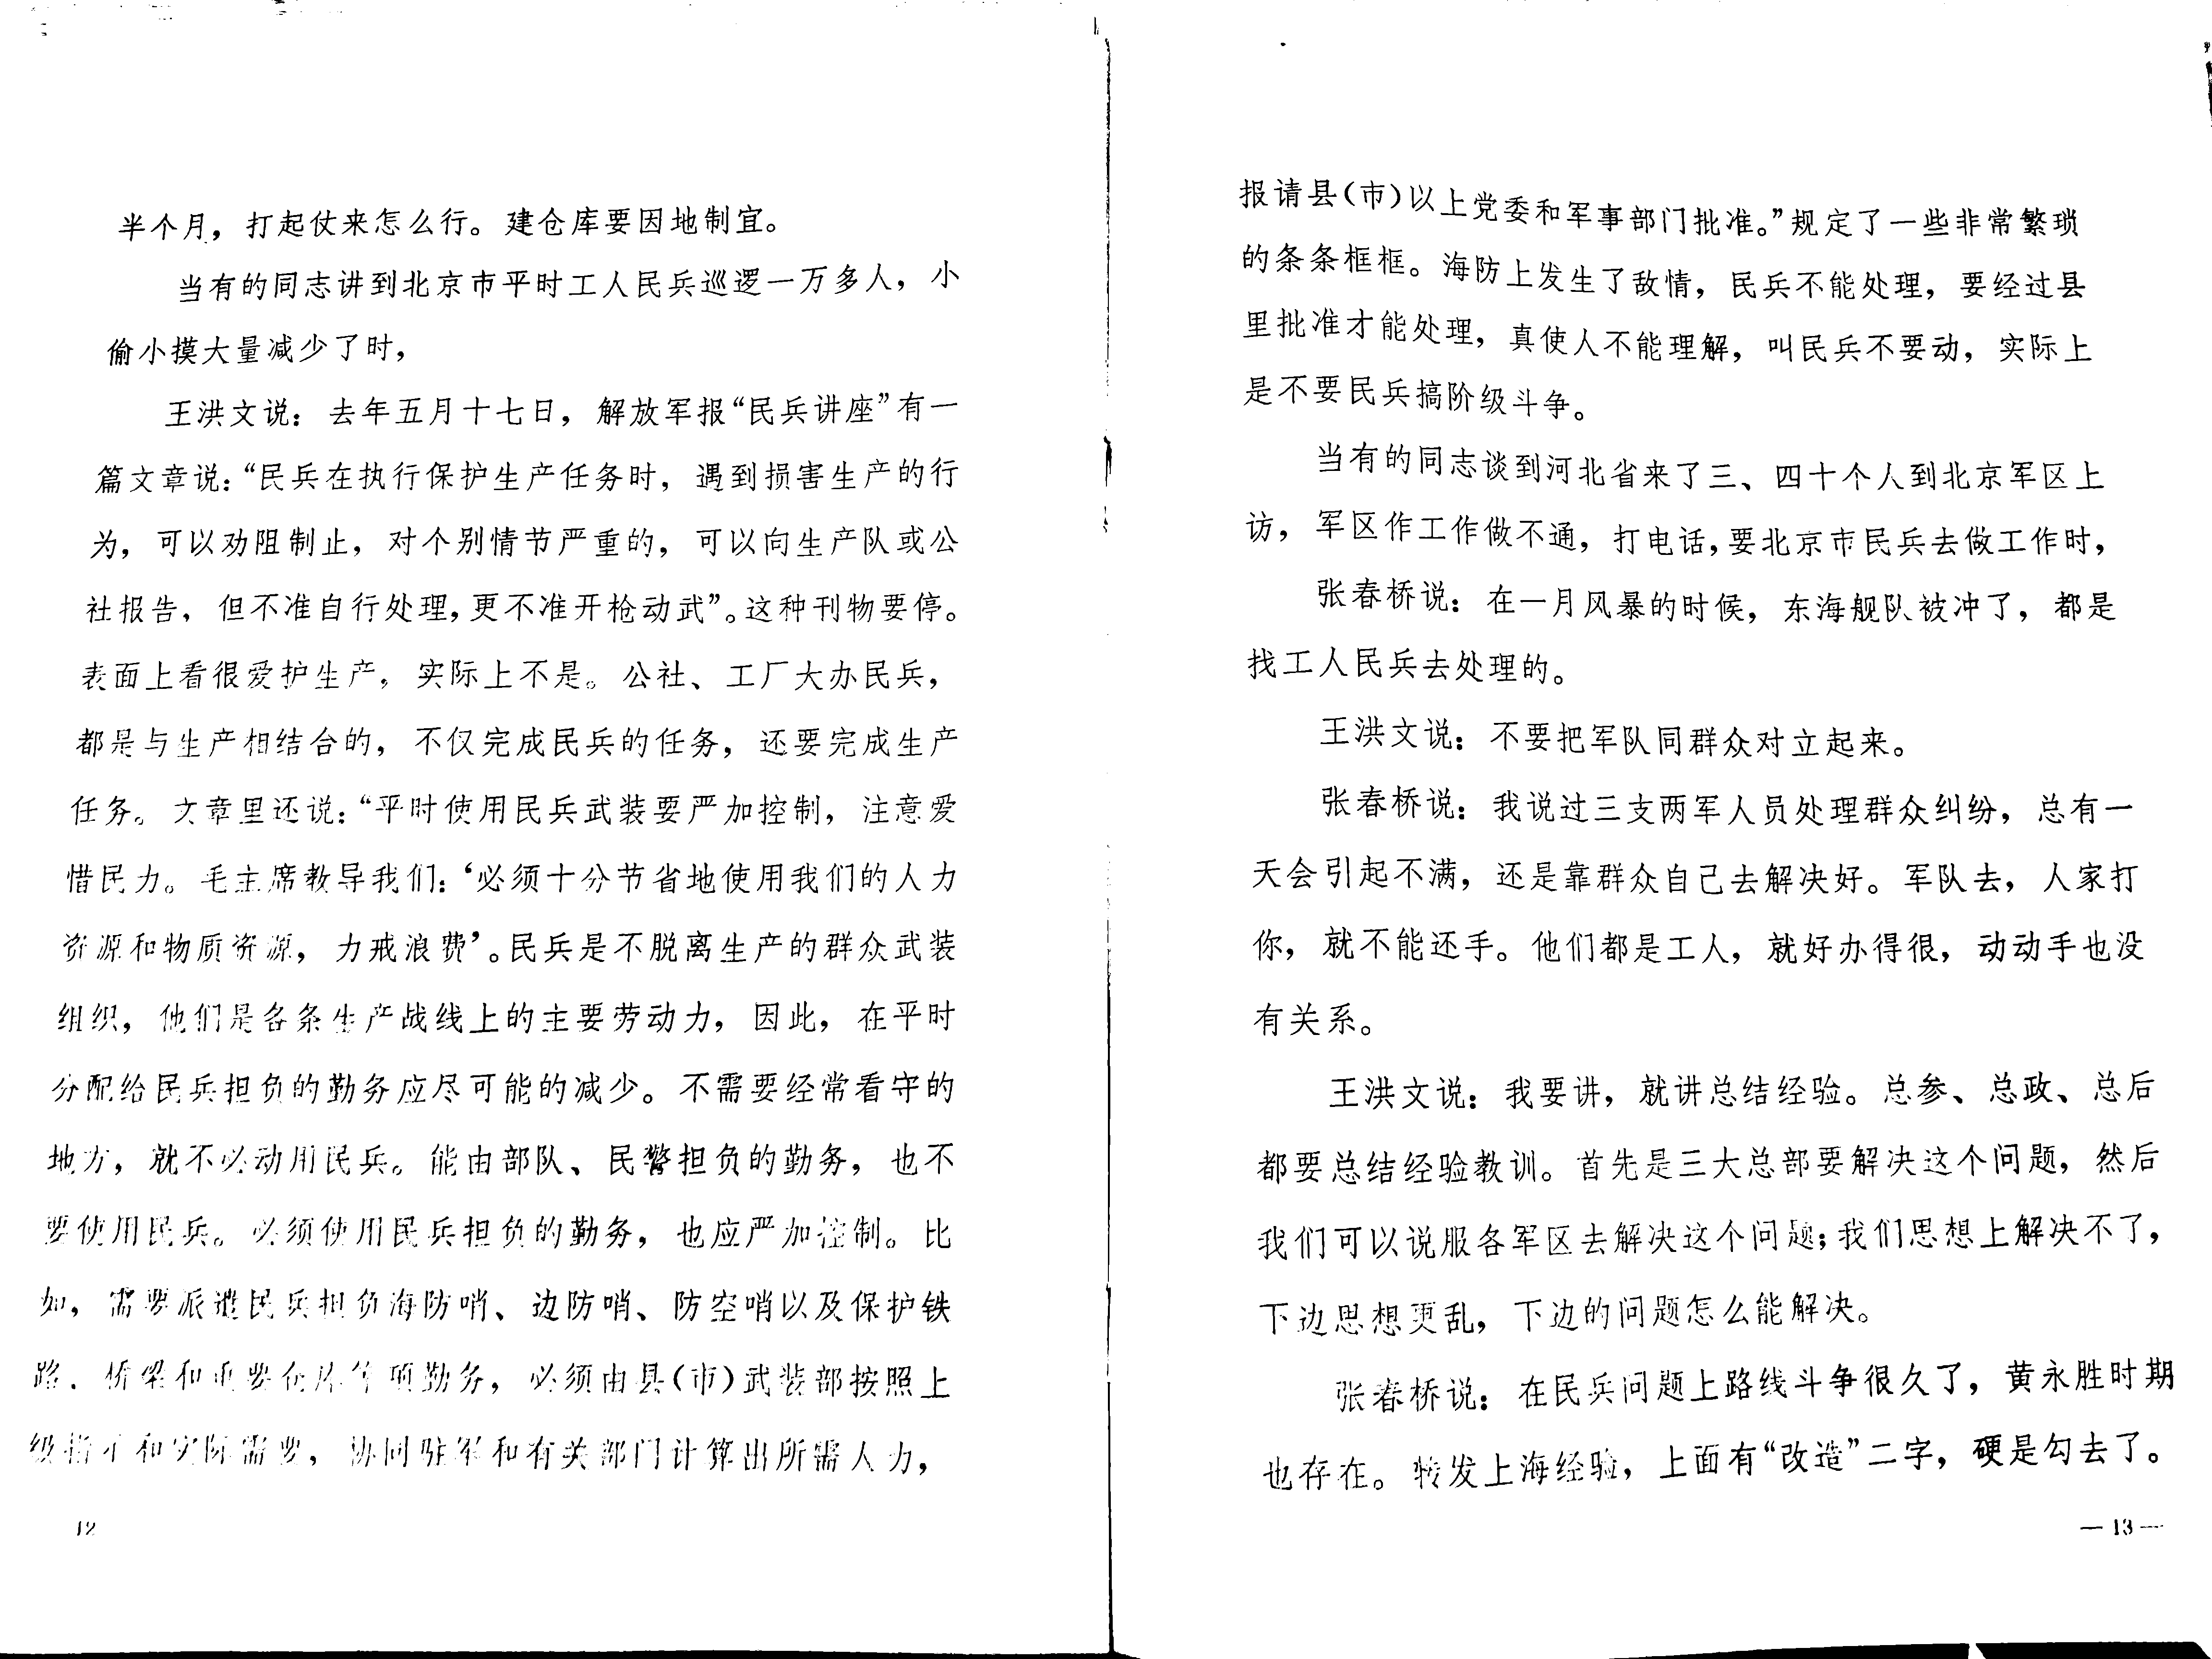 半个月，打起仗来怎么行。建仓库要因地制宜。
当有的同志讲到北京市平时工人民兵巡逻一万多人，小
偷小摸大量减少了时，
王洪文说：去年五月十七日，解放军报“民兵讲座”有一
篇文章说：“民兵在执行保护生产任务时，遇到损害生产的行
为，可以劝阻制止，对个别情节严重的，可以向生产队或公
社报告，但不准自行处理，更不准开枪动武”。这种刊物要停。
表面上看很爱护生产，实际上不是。公社、工厂大办民兵，
都是与生产相结合的，不仅完成民兵的任务，还要完成生产
任务。文章里还说：“平时使用民兵武装要严加控制，注意爱
惜民力。毛主席教导我们：‘必须十分节省地使用我们的人力
资源和物质资源，力戒浪费’。民兵是不脱离生产的群众武装
组织，他们是各条生产战线上的主要劳动力，因此，在平时
分配给民兵担负的勤务应尽可能的减少。不需要经常看守的
地方，就不必动用民兵。能由部队、民警担负的勤务，也不
要使用民兵。必须使用民兵担负的勤务，也应严加控制。比
如，需要派遣民兵担负海防哨、边防哨、防空哨以及保护铁
路、桥梁和重要仓库等项勤务，必须由县(市)武装部按照上
级指示和实际需要，协同驻军和有关部门计算出所需人力，
12
报请县(市)以上党委和军事部门批准。”规定了一些非常繁琐
的条条框框。海防上发生了敌情，民兵不能处理，要经过县
里批准才能处理，真使人不能理解，叫民兵不要动，实际上
是不要民兵搞阶级斗争。
当有的同志谈到河北省来了三、四十个人到北京军区上
访，军区作工作做不通，打电话，要北京市民兵去做工作时，
张春桥说：在一月风暴的时候，东海舰队被冲了，都是
找工人民兵去处理的。
王洪文说：不要把军队同群众对立起来。
张春桥说：我说过三支两军人员处理群众纠纷，总有一
天会引起不满，还是靠群众自己去解决好。军队去，人家打
你，就不能还手。他们都是工人，就好办得很，动动手也没
有关系。
王洪文说：我要讲，就讲总结经验。总参、总政、总后
都要总结经验教训。首先是三大总部要解决这个问题，然后
我们可以说服各军区去解决这个问题；我们思想上解决不了，
下边思想更乱，下边的问题怎么能解决。
张春桥说：在民兵问题上路线斗争很久了，黄永胜时期
也存在。转发上海经验，上面有“改造”二字，硬是勾去了。
— 13 —